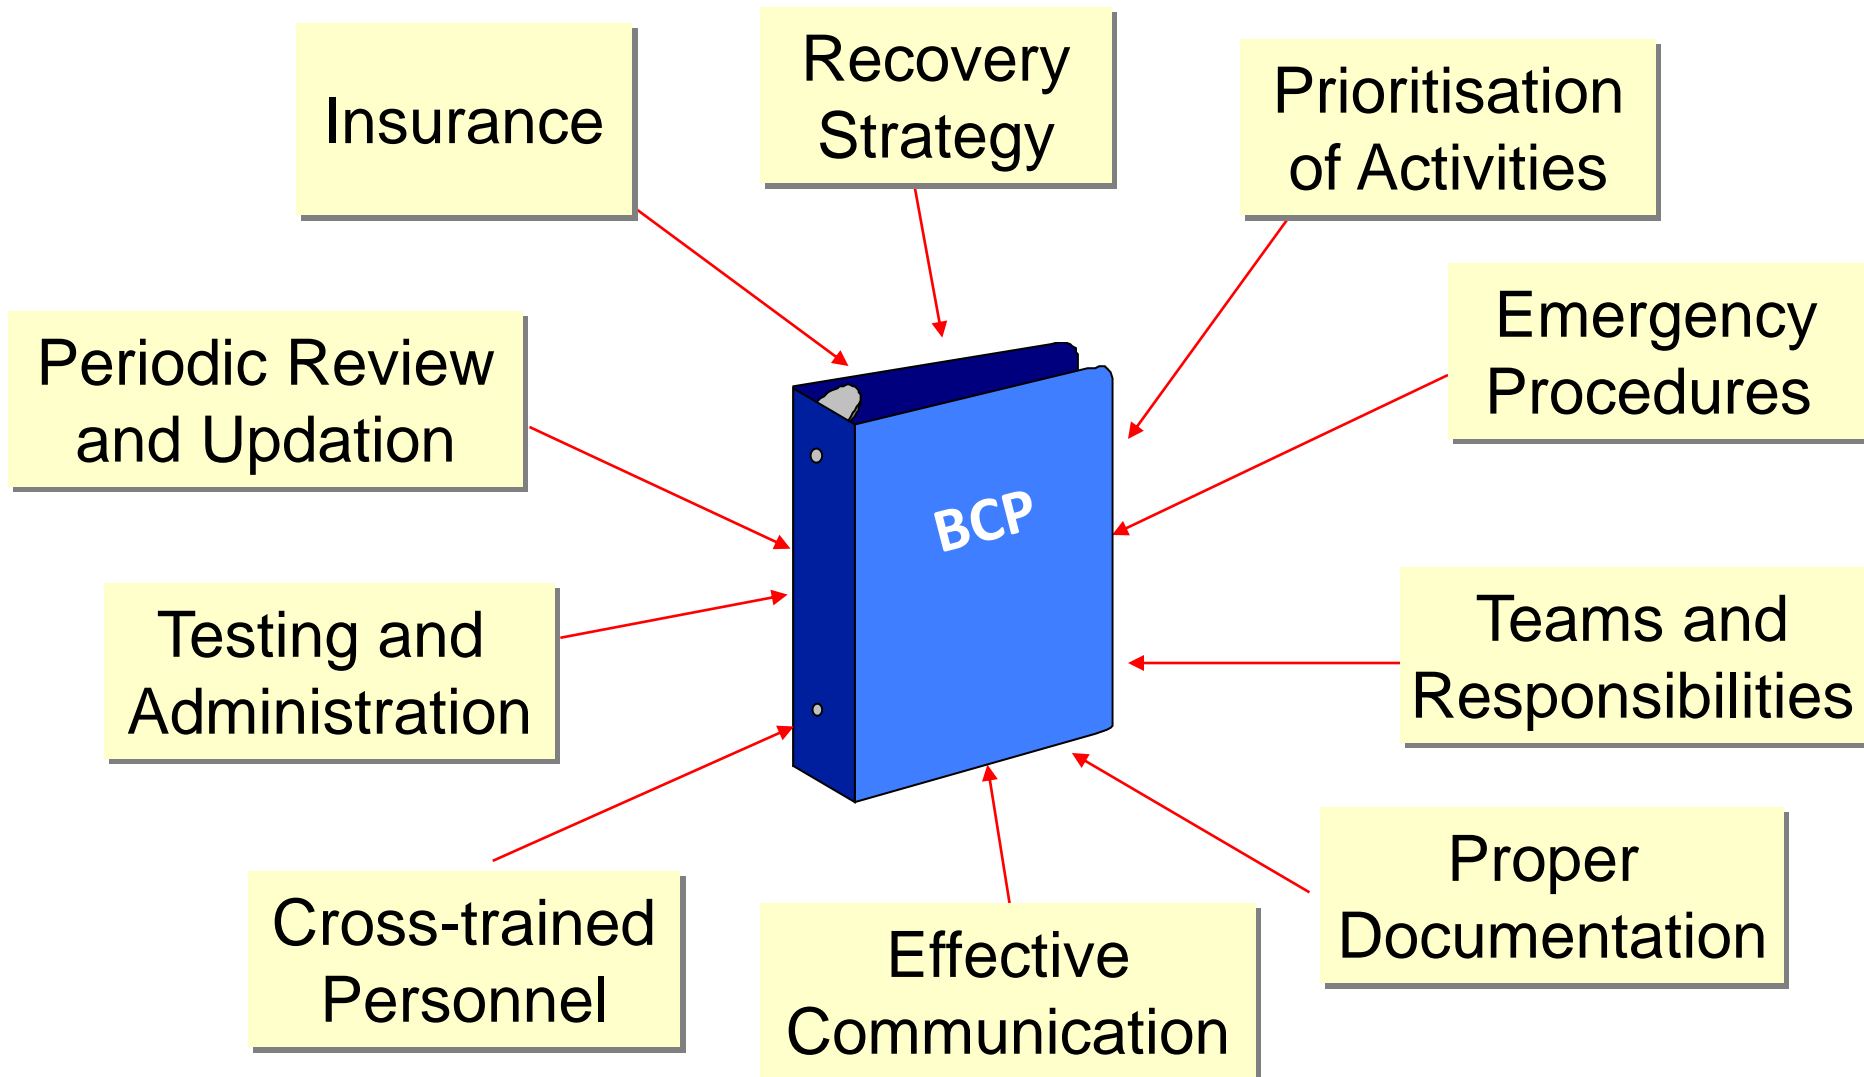 Insurance
Recovery
Strategy
Prioritisation
of Activities
Periodic Review
and Updation
Emergency
Procedures
BCP
Testing and
Administration
Teams and
Responsibilities
Cross-trained
Personnel
Effective
Communication
Proper
Documentation